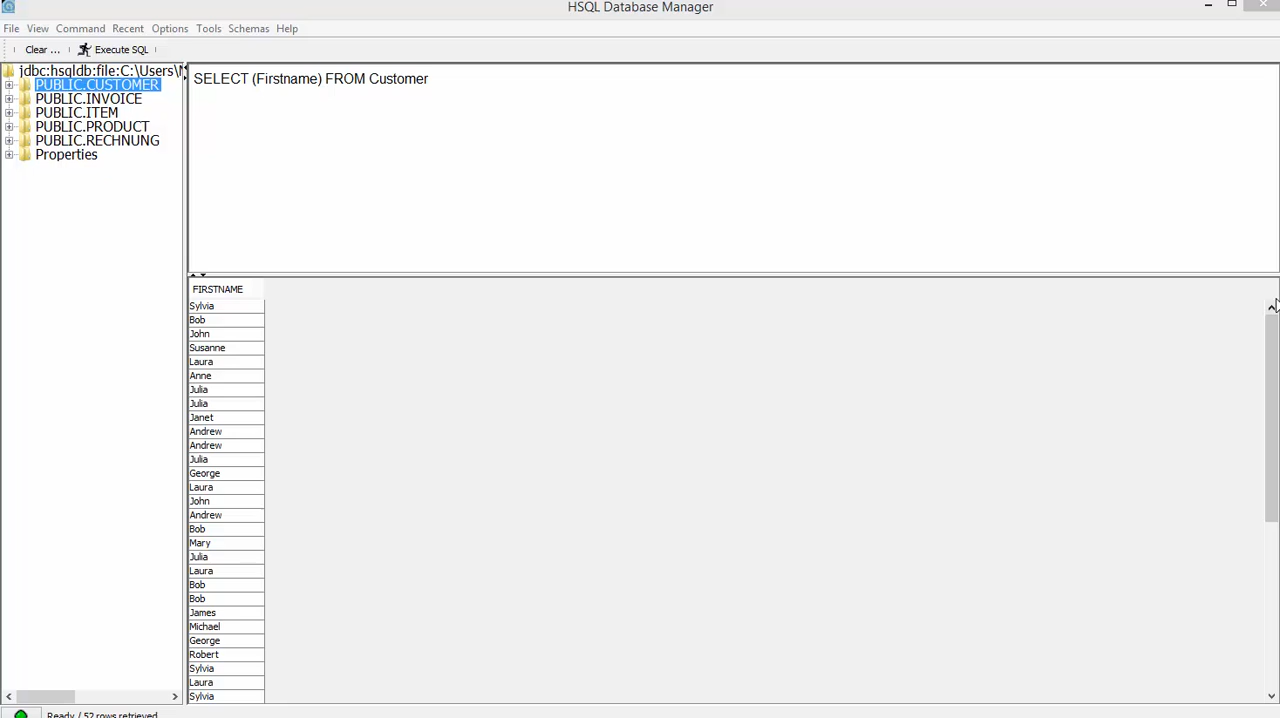 HSQL Database Manager
File View Command Recent Options Tools Schemas Help
Clear ... Execute SQL
jdbc:hsqldb:file:C:\Users\
PUBLIC.CUSTOMER
PUBLIC.INVOICE
PUBLIC.ITEM
PUBLIC.PRODUCT
PUBLIC.RECHNUNG
Properties
SELECT (Firstname) FROM Customer
FIRSTNAME
Sylvia
Bob
John
Susanne
Laura
Anne
Julia
Julia
Janet
Andrew
Andrew
Julia
George
Laura
John
Andrew
Bob
Mary
Julia
Laura
Bob
Bob
James
Michael
George
Robert
Sylvia
Laura
Sylvia
Ready / 52 rows retrieved